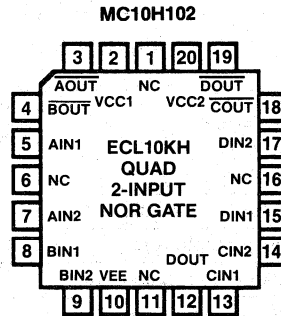 MC10H102
3 2 1 20 19
AOUT NC DOUT
4 BOUT VCC1 VCC2 COUT 18
5 AIN1 DIN2 17
ECL10KH
QUAD
6 NC 2-INPUT NC 16
NOR GATE
7 AIN2 DIN1 15
8 BIN1 CIN2 14
DOUT
BIN2 VEE NC CIN1
9 10 11 12 13